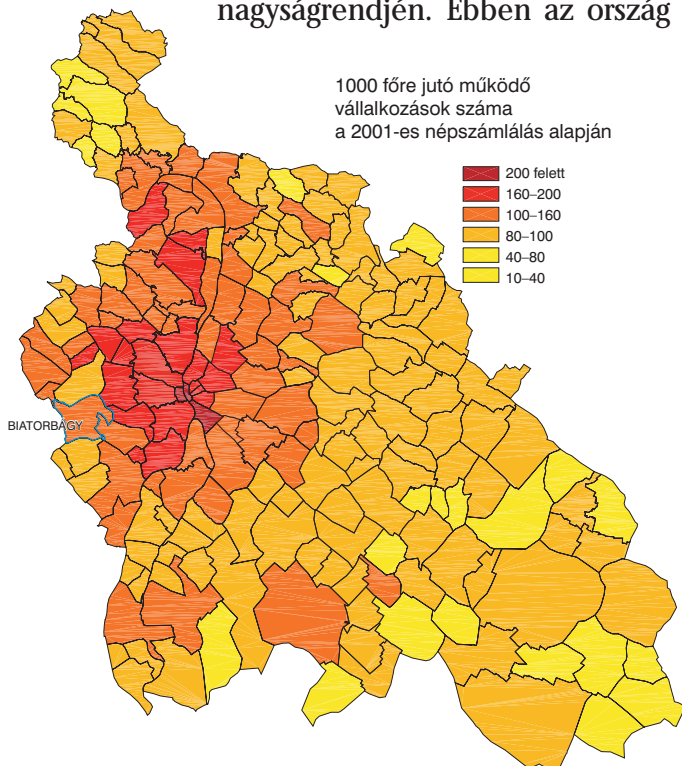 nagyságrendjén. Ebben az ország
1000 főre jutó működő
vállalkozások száma
a 2001-es népszámlálás alapján
200 felett
160–200
100–160
80–100
40–80
10–40
BIATORBÁGY